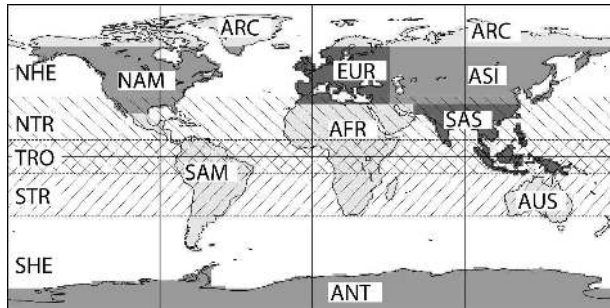 ARC ARC
NHE NAM EUR ASI
NTR AFR SAS
TRO SAM
STR AUS
SHE
ANT